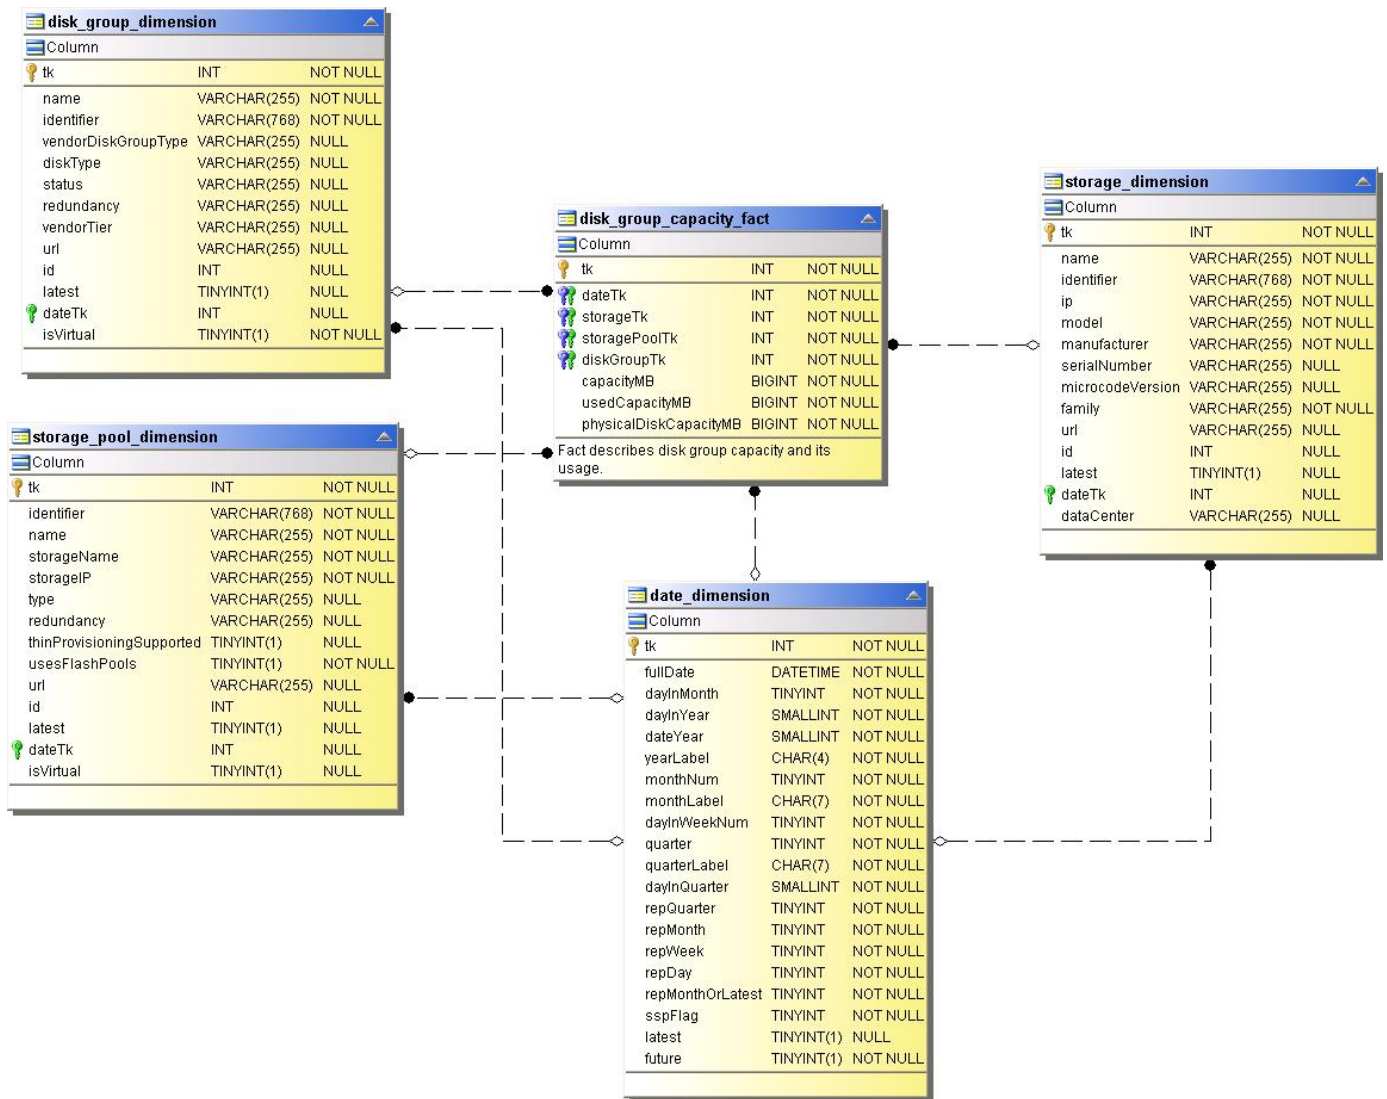 disk_group_dimension
Column
tk INT NOT NULL
name VARCHAR(255) NOT NULL
identifier VARCHAR(768) NOT NULL
vendorDiskGroupType VARCHAR(255) NULL
diskType VARCHAR(255) NULL
status VARCHAR(255) NULL
redundancy VARCHAR(255) NULL
vendorTier VARCHAR(255) NULL
url VARCHAR(255) NULL
id INT NULL
latest TINYINT(1) NULL
dateTk INT NULL
isVirtual TINYINT(1) NOT NULL
storage_pool_dimension
Column
tk INT NOT NULL
identifier VARCHAR(768) NOT NULL
name VARCHAR(255) NOT NULL
storageName VARCHAR(255) NOT NULL
storageIP VARCHAR(255) NOT NULL
type VARCHAR(255) NULL
redundancy VARCHAR(255) NULL
thinProvisioningSupported TINYINT(1) NULL
usesFlashPools TINYINT(1) NOT NULL
url VARCHAR(255) NULL
id INT NULL
latest TINYINT(1) NULL
dateTk INT NULL
isVirtual TINYINT(1) NULL
disk_group_capacity_fact
Column
tk INT NOT NULL
dateTk INT NOT NULL
storageTk INT NOT NULL
storagePoolTk INT NOT NULL
diskGroupTk INT NOT NULL
capacityMB BIGINT NOT NULL
usedCapacityMB BIGINT NOT NULL
physicalDiskCapacityMB BIGINT NOT NULL
Fact describes disk group capacity and its
usage.
date_dimension
Column
tk INT NOT NULL
fullDate DATETIME NOT NULL
dayInMonth TINYINT NOT NULL
dayInYear SMALLINT NOT NULL
dateYear SMALLINT NOT NULL
yearLabel CHAR(4) NOT NULL
monthNum TINYINT NOT NULL
monthLabel CHAR(7) NOT NULL
dayInWeekNum TINYINT NOT NULL
quarter TINYINT NOT NULL
quarterLabel CHAR(7) NOT NULL
dayInQuarter SMALLINT NOT NULL
repQuarter TINYINT NOT NULL
repMonth TINYINT NOT NULL
repWeek TINYINT NOT NULL
repDay TINYINT NOT NULL
repMonthOrLatest TINYINT NOT NULL
sspFlag TINYINT NOT NULL
latest TINYINT(1) NULL
future TINYINT(1) NOT NULL
storage_dimension
Column
tk INT NOT NULL
name VARCHAR(255) NOT NULL
identifier VARCHAR(768) NOT NULL
ip VARCHAR(255) NOT NULL
model VARCHAR(255) NOT NULL
manufacturer VARCHAR(255) NOT NULL
serialNumber VARCHAR(255) NULL
microcodeVersion VARCHAR(255) NULL
family VARCHAR(255) NOT NULL
url VARCHAR(255) NULL
id INT NULL
latest TINYINT(1) NULL
dateTk INT NULL
dataCenter VARCHAR(255) NULL